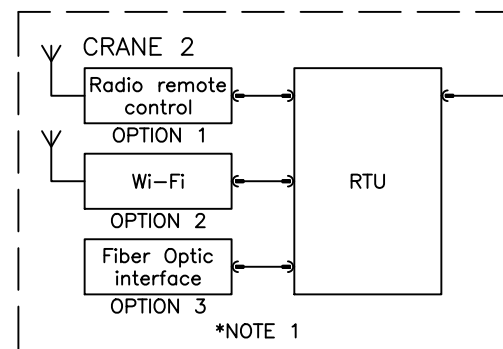 CRANE 2
Radio remote
control
OPTION 1
Wi-Fi
OPTION 2
RTU
Fiber Optic
interface
OPTION 3
*NOTE 1